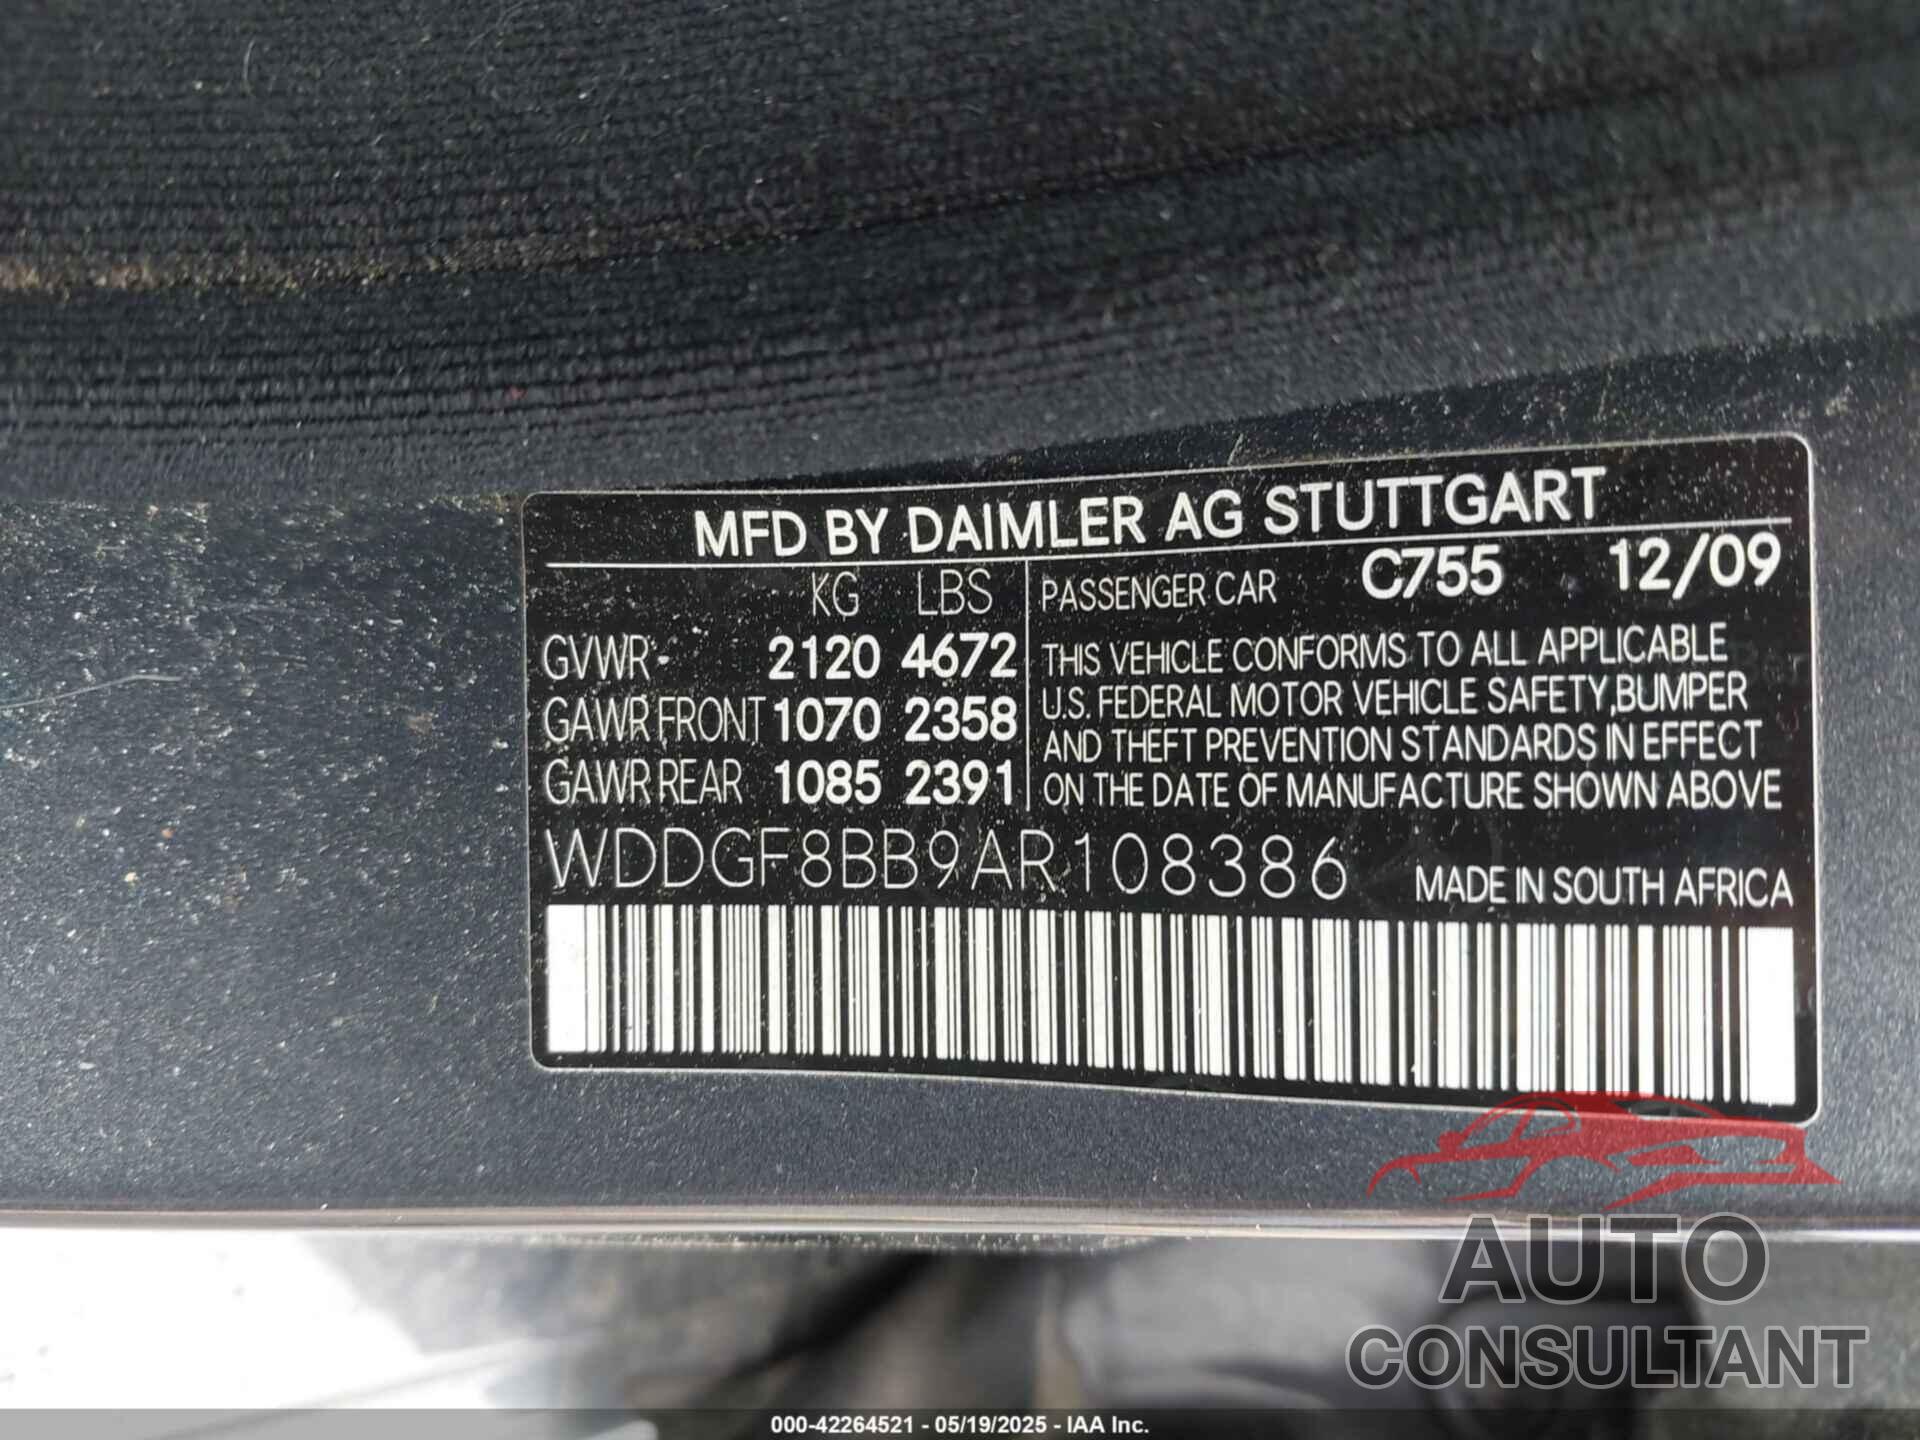 MFD BY DAIMLER AG STUTTGART
KG LBS
GVWR 2120 4672
GAWR FRONT 1070 2358
GAWR REAR 1085 2391
PASSENGER CAR C755 12/09
THIS VEHICLE CONFORMS TO ALL APPLICABLE
U.S. FEDERAL MOTOR VEHICLE SAFETY, BUMPER
AND THEFT PREVENTION STANDARDS IN EFFECT
ON THE DATE OF MANUFACTURE SHOWN ABOVE
WDDGF8BB9AR108386
MADE IN SOUTH AFRICA
AUTO
CONSULTANT
000-42264521 - 05/19/2025 - IAA Inc.